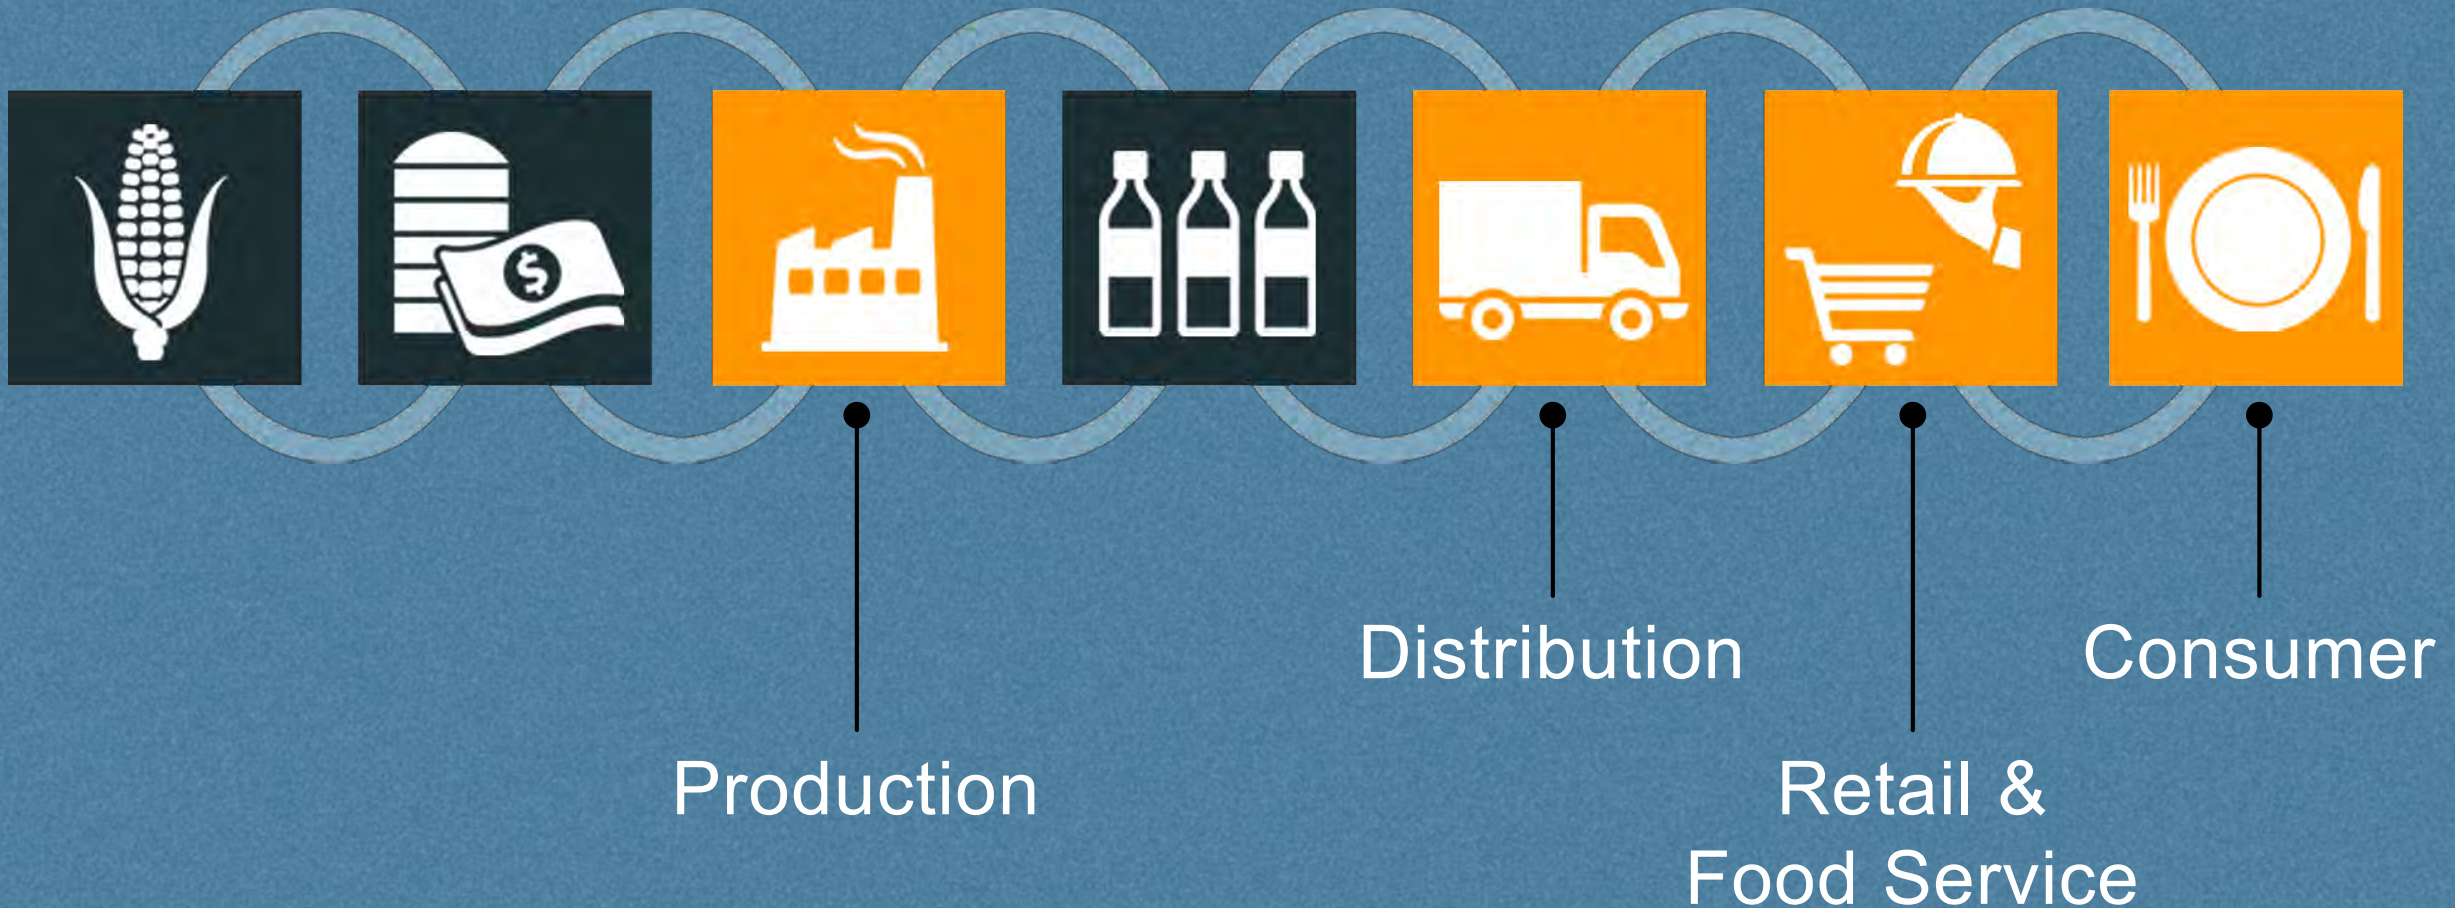 $
Distribution
Consumer
Production
Retail &
Food Service